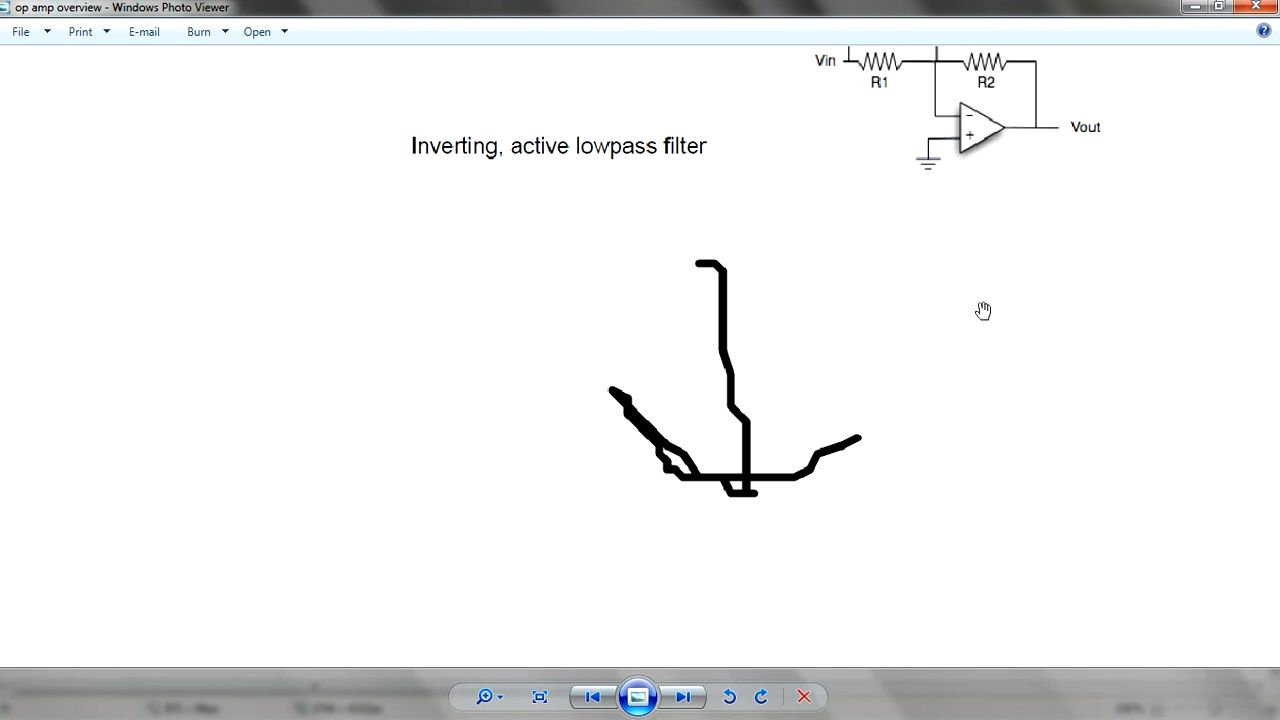 op amp overview - Windows Photo Viewer
File Print E-mail Burn Open
Vin R1 R2
- 
+
Vout
Inverting, active lowpass filter